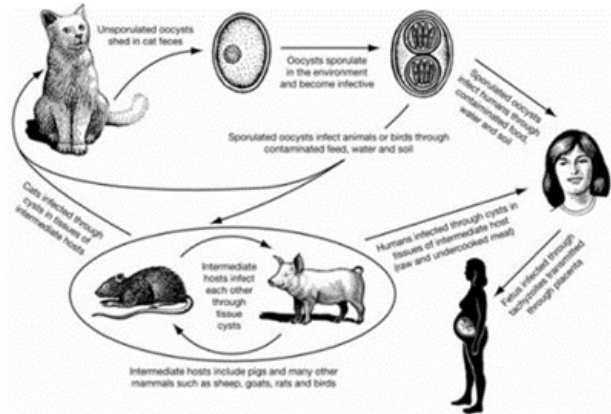 Unsporulated oocysts
shed in cat feces
Oocysts sporulate
in the environment
and become infective
Sporulated oocysts
infect humans through
contaminated food,
water and soil
Sporulated oocysts infect animals or birds through
contaminated feed, water and soil
Cats infected through
cysts in tissues of
intermediate hosts
Intermediate
hosts infect
each other
through
tissue
cysts
Humans infected through cysts in
tissues of intermediate host
(raw and undercooked meat)
Fetus infected through
tachyzoites transmitted
through placenta
Intermediate hosts include pigs and many other
mammals such as sheep, goats, rats and birds